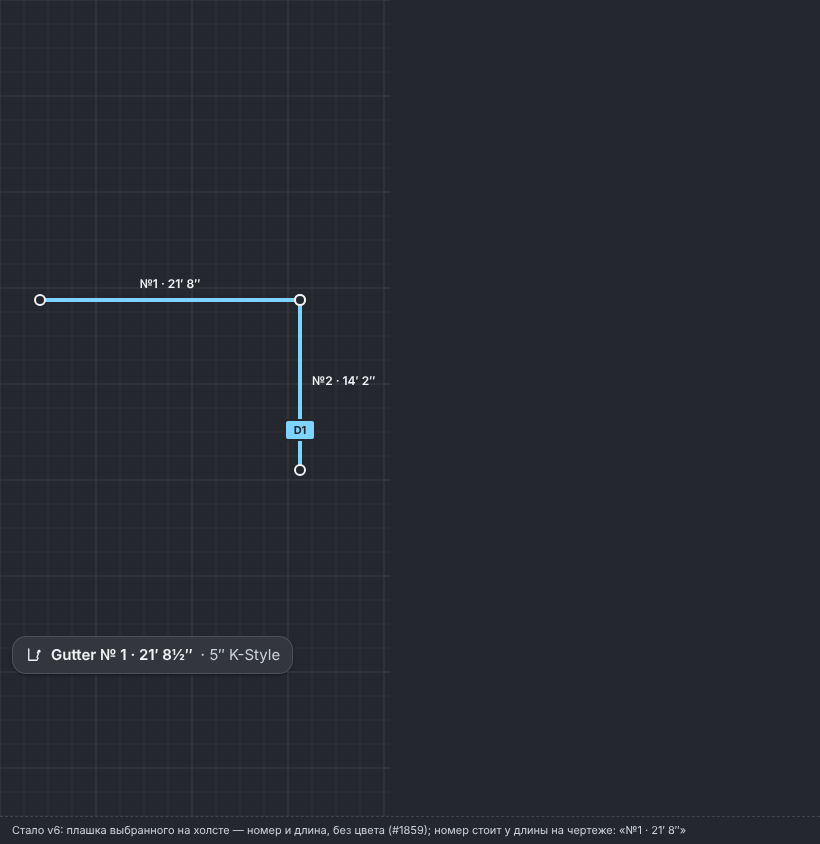 №1 · 21′ 8″
№2 · 14′ 2″
D1
Gutter № 1 · 21′ 8½″ · 5″ K-Style
Стало v6: плашка выбранного на холсте — номер и длина, без цвета (#1859); номер стоит у длины на чертеже: «№1 · 21′ 8″»